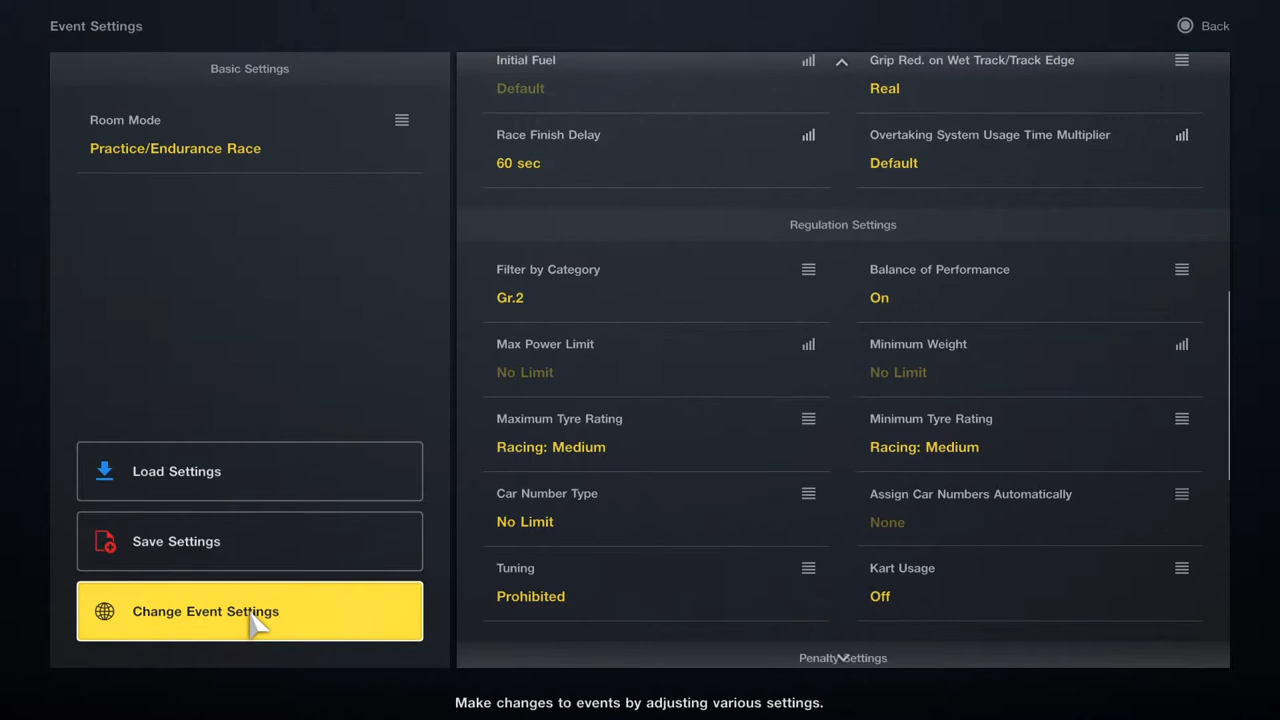 Event Settings
Back
Basic Settings
Room Mode
Practice/Endurance Race
Load Settings
Save Settings
Change Event Settings
Initial Fuel
Default
Grip Red. on Wet Track/Track Edge
Real
Race Finish Delay
60 sec
Overtaking System Usage Time Multiplier
Default
Regulation Settings
Filter by Category
Gr.2
Balance of Performance
On
Max Power Limit
No Limit
Minimum Weight
No Limit
Maximum Tyre Rating
Racing: Medium
Minimum Tyre Rating
Racing: Medium
Car Number Type
No Limit
Assign Car Numbers Automatically
None
Tuning
Prohibited
Kart Usage
Off
Penalty Settings
Make changes to events by adjusting various settings.